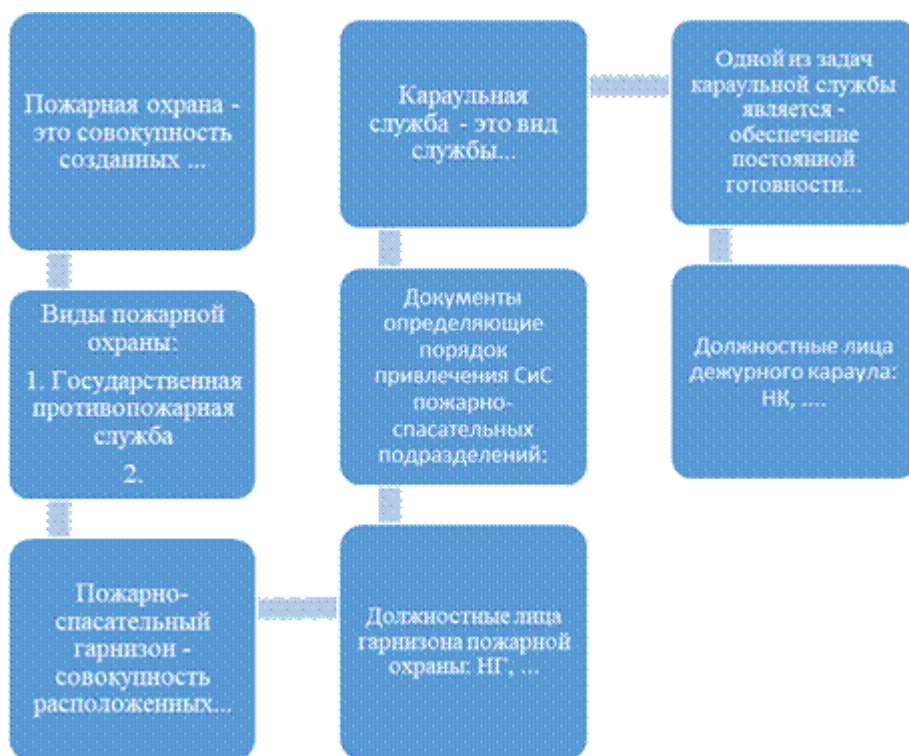 Пожарная охрана -
это совокупность
созданных ...
Виды пожарной
охраны:
1. Государственная
противопожарная
служба
2.
Пожарно-
спасательный
гарнизон -
совокупность
расположенных...
Должностные лица
гарнизона пожарной
охраны: НГ, ...
Документы
определяющие
порядок
привлечения СиС
пожарно-
спасательных
подразделений:
Караульная
служба - это вид
службы...
Одной из задач
караульной службы
является -
обеспечение
постоянной
готовности...
Должностные лица
дежурного караула:
НК, ....